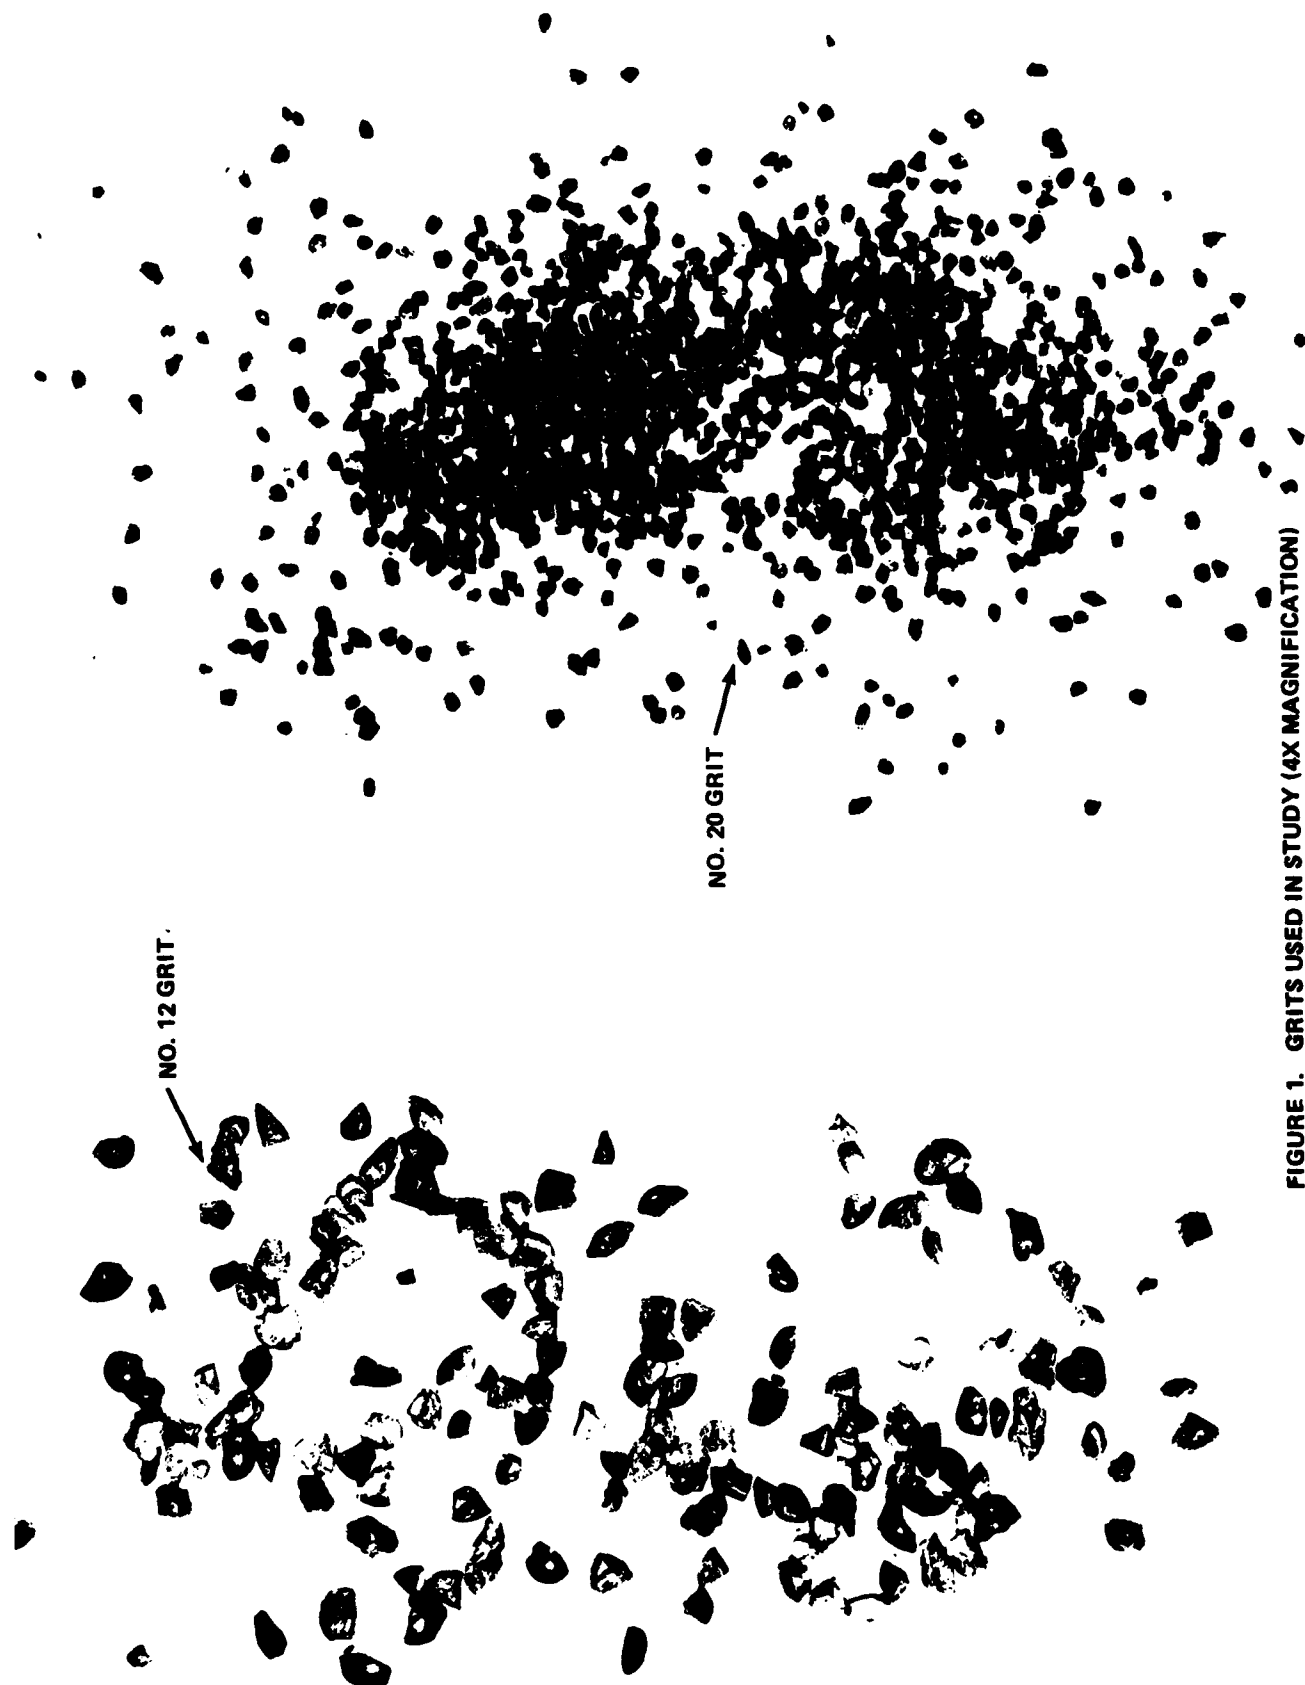 NO. 12 GRIT
NO. 20 GRIT
FIGURE 1. GRITS USED IN STUDY (4X MAGNIFICATION)